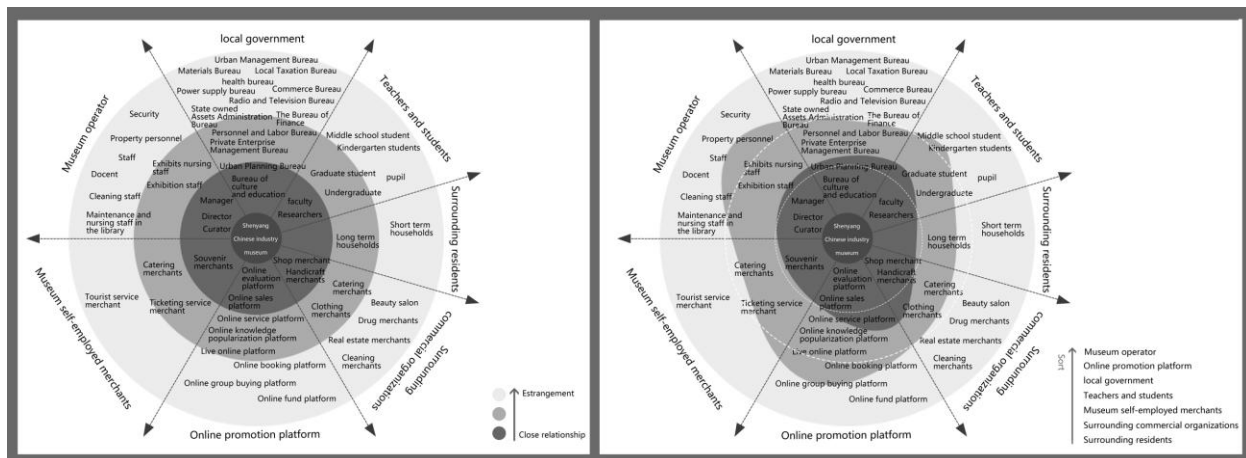 local government
Urban Management Bureau
Materials Bureau
Local Taxation Bureau
health bureau
Power supply bureau
Commerce Bureau
Radio and Television Bureau
State owned
Assets Administration
Bureau
The Bureau of
Finance
Personnel and Labor Bureau
Private Enterprise
Management Bureau
Urban Planning Bureau
Bureau of
culture
and education
Museum operator
Security
Property personnel
Staff
Docent
Exhibits nursing
staff
Exhibition staff
Cleaning staff
Maintenance and
nursing staff in
the library
Manager
Director
Curator
Teachers and students
Middle school student
Kindergarten students
Graduate student
pupil
Undergraduate
faculty
Researchers
Surrounding residents
Short term
households
Long term
households
Shenyang
Chinese industry
museum
Museum self-employed merchants
Souvenir
merchants
Catering
merchants
Tourist service
merchant
Ticketing service
merchant
Online promotion platform
Online
evaluation
platform
Online sales
platform
Online service platform
Online knowledge
popularization platform
Live online platform
Online booking platform
Online group buying platform
Online fund platform
Surrounding
commercial organizations
Shop merchant
Handicraft
merchants
Catering
merchants
Clothing
merchants
Beauty salon
Drug merchants
Real estate merchants
Cleaning
merchants
Estrangement
Close relationship
local government
Urban Management Bureau
Materials Bureau
Local Taxation Bureau
health bureau
Power supply bureau
Commerce Bureau
Radio and Television Bureau
State owned
Assets Administration
Bureau
The Bureau of
Finance
Personnel and Labor Bureau
Private Enterprise
Management Bureau
Urban Planning Bureau
Bureau of
culture
and education
Museum operator
Security
Property personnel
Staff
Docent
Exhibits nursing
staff
Exhibition staff
Cleaning staff
Maintenance and
nursing staff in
the library
Manager
Director
Curator
Teachers and students
Middle school student
Kindergarten students
Graduate student
pupil
Undergraduate
faculty
Researchers
Surrounding residents
Short term
households
Long term
households
Shenyang
Chinese industry
museum
Museum self-employed merchants
Souvenir
merchants
Catering
merchants
Tourist service
merchant
Ticketing service
merchant
Online promotion platform
Online
evaluation
platform
Online sales
platform
Online service platform
Online knowledge
popularization platform
Live online platform
Online booking platform
Online group buying platform
Online fund platform
Surrounding
commercial organizations
Shop merchant
Handicraft
merchants
Catering
merchants
Clothing
merchants
Beauty salon
Drug merchants
Real estate merchants
Cleaning
merchants
Sort
Museum operator
Online promotion platform
local government
Teachers and students
Museum self-employed merchants
Surrounding commercial organizations
Surrounding residents